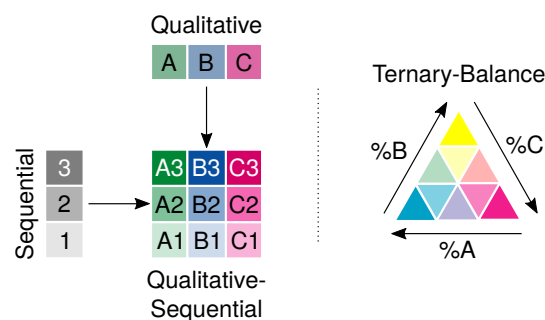 Qualitative
A B C
Sequential
3
2
1
A3 B3 C3
A2 B2 C2
A1 B1 C1
Qualitative-
Sequential
Ternary-Balance
%B
%C
%A